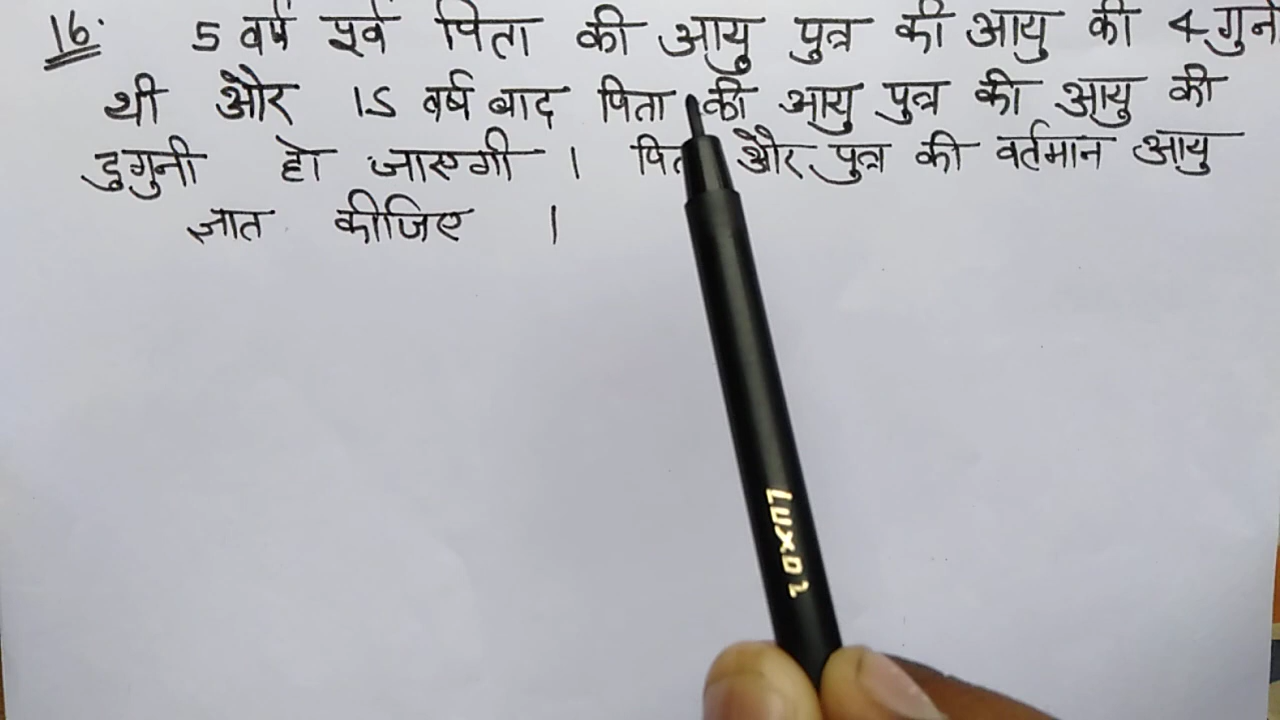 16. 5 वर्ष पूर्व पिता की आयु पुत्र की आयु की 4 गुनी
थी और 15 वर्ष बाद पिता की आयु पुत्र की आयु की
दुगुनी हो जाएगी । पिता और पुत्र की वर्तमान आयु
ज्ञात कीजिए ।
LUXOR